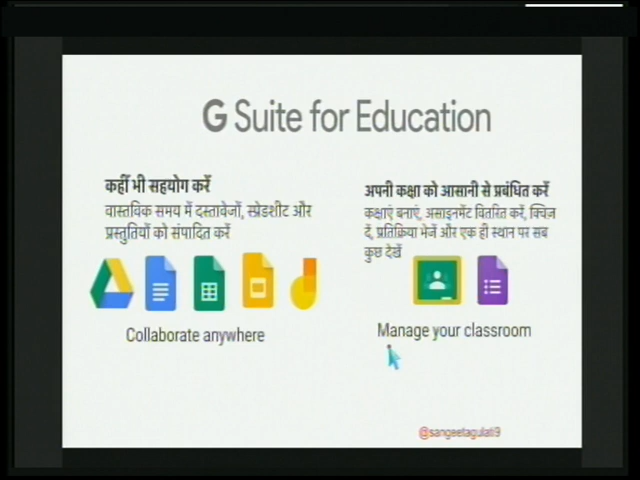 G Suite for Education
कहीं भी सहयोग करें
वास्तविक समय में दस्तावेजों, स्प्रेडशीट और
प्रस्तुतियों को संपादित करें
Collaborate anywhere
अपनी कक्षा को आसानी से प्रबंधित करें
कक्षाएं बनाएं, असाइनमेंट वितरित करें, क्विज़
दें, प्रतिक्रिया भेजें और एक ही स्थान पर सब
कुछ देखें
Manage your classroom
@sangeetagulati9